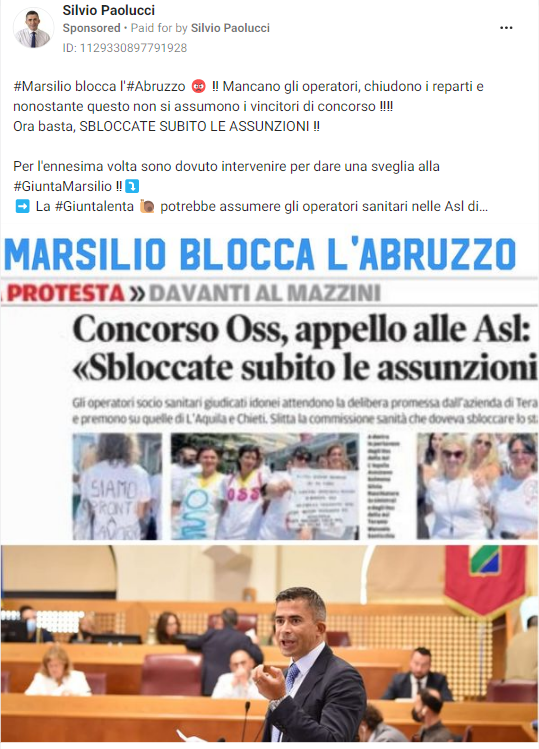 Silvio Paolucci
Sponsored • Paid for by Silvio Paolucci
ID: 1129330897791928
#Marsilio blocca l'#Abruzzo 😡 ‼️ Mancano gli operatori, chiudono i reparti e
nonostante questo non si assumono i vincitori di concorso ‼️‼️
Ora basta, SBLOCCATE SUBITO LE ASSUNZIONI ‼️
Per l'ennesima volta sono dovuto intervenire per dare una sveglia alla
#GiuntaMarsilio ‼️⤵️
➡️ La #Giuntalenta 🐌 potrebbe assumere gli operatori sanitari nelle Asl di...
MARSILIO BLOCCA L'ABRUZZO
PROTESTA » DAVANTI AL MAZZINI
Concorso Oss, appello alle Asl:
«Sbloccate subito le assunzioni
Gli operatori socio sanitari giudicati idonei attendono la delibera promessa dall'azienda di Tera
e premono su quelle di L'Aquila e Chieti. Slitta la commissione sanità che doveva sbloccare lo st
SIAMO
PRONTI
OSS